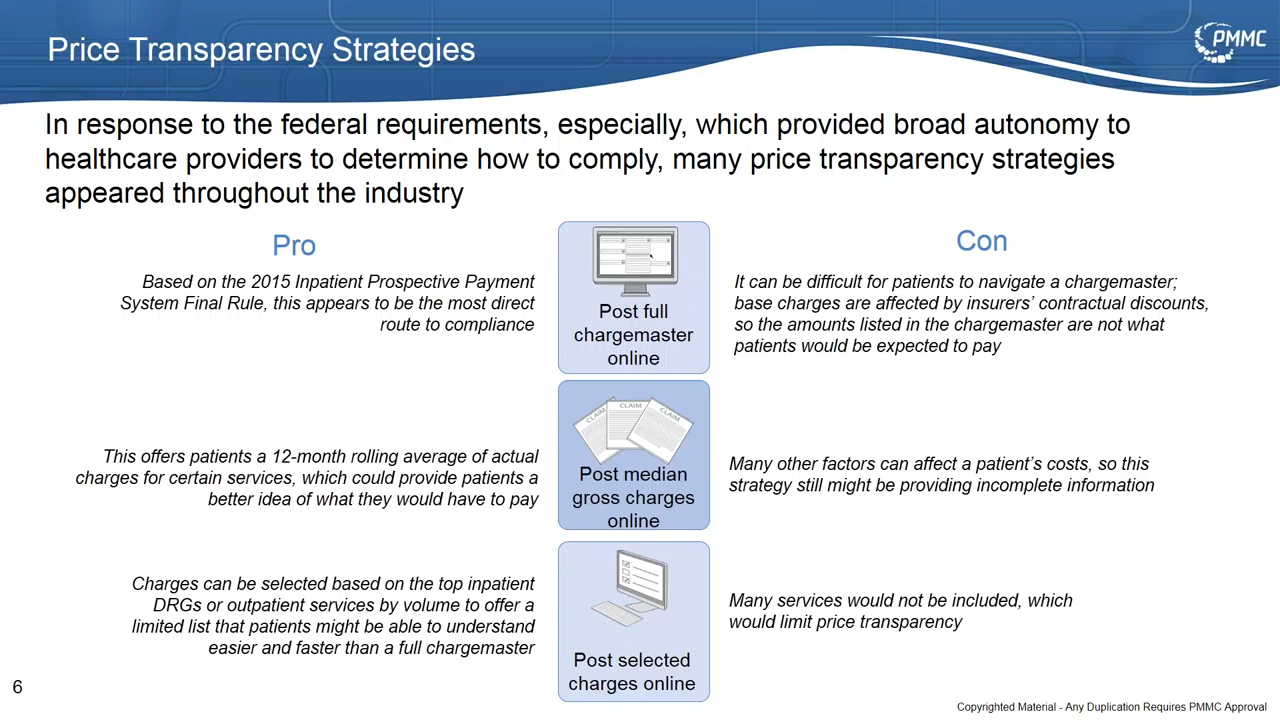 Price Transparency Strategies
PMMC
In response to the federal requirements, especially, which provided broad autonomy to
healthcare providers to determine how to comply, many price transparency strategies
appeared throughout the industry
Pro
Con
Based on the 2015 Inpatient Prospective Payment
System Final Rule, this appears to be the most direct
route to compliance
Post full
chargemaster
online
It can be difficult for patients to navigate a chargemaster;
base charges are affected by insurers’ contractual discounts,
so the amounts listed in the chargemaster are not what
patients would be expected to pay
This offers patients a 12-month rolling average of actual
charges for certain services, which could provide patients a
better idea of what they would have to pay
CLAIM
CLAIM
CLAIM
Post median
gross charges
online
Many other factors can affect a patient’s costs, so this
strategy still might be providing incomplete information
Charges can be selected based on the top inpatient
DRGs or outpatient services by volume to offer a
limited list that patients might be able to understand
easier and faster than a full chargemaster
Post selected
charges online
Many services would not be included, which
would limit price transparency
6
Copyrighted Material - Any Duplication Requires PMMC Approval